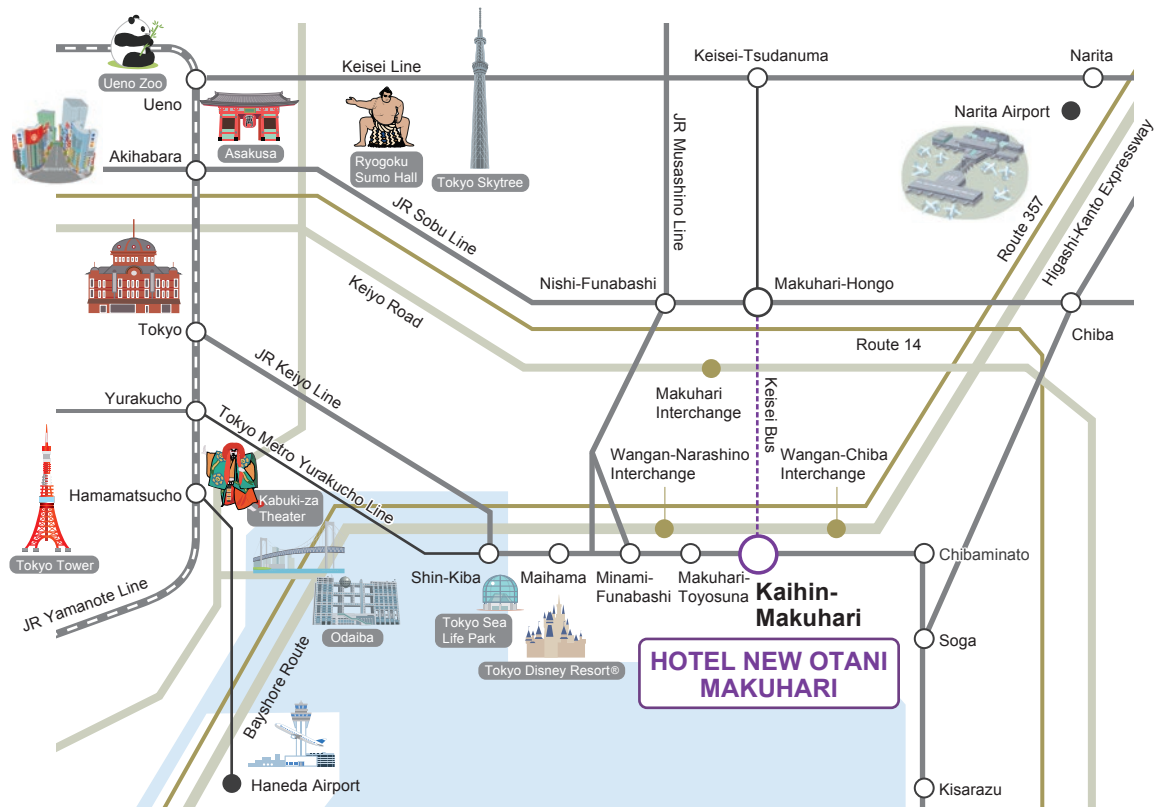 Ueno Zoo
Keisei Line
Keisei-Tsudanuma
Narita
Ueno
Narita Airport
Asakusa
Ryogoku
Sumo Hall
Tokyo Skytree
JR Musashino Line
Akihabara
JR Sobu Line
Route 357
Higashi-Kanto Expressway
Keiyo Road
Nishi-Funabashi
Makuhari-Hongo
Chiba
Tokyo
JR Keiyo Line
Route 14
Makuhari
Interchange
Keisei Bus
Yurakucho
Tokyo Metro Yurakucho Line
Wangan-Narashino
Interchange
Wangan-Chiba
Interchange
Hamamatsucho
Kabuki-za
Theater
Tokyo Tower
JR Yamanote Line
Shin-Kiba
Maihama
Minami-
Funabashi
Makuhari-
Toyosuna
Kaihin-
Makuhari
Chibaminato
Odaiba
Tokyo Sea
Life Park
Tokyo Disney Resort®
HOTEL NEW OTANI
MAKUHARI
Soga
Bayshore Route
Haneda Airport
Kisarazu